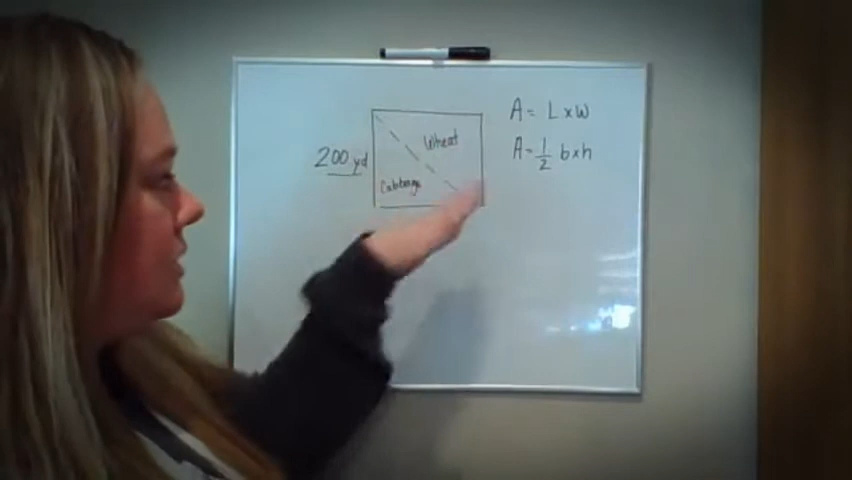 Wheat
200 yd
Cabbage
A = L x W
A = 1/2 b x h